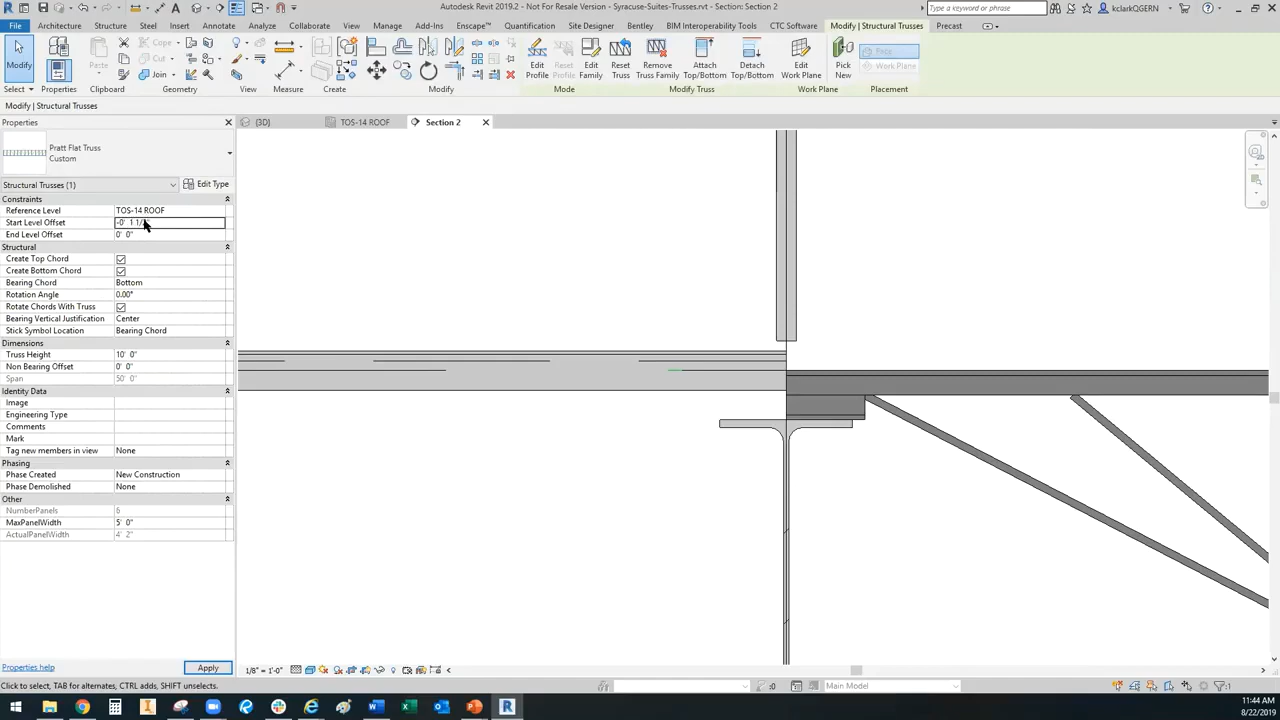 Autodesk Revit 2019.2 - Not For Resale Version - Syracuse-Suites-Trusses.rvt - Section: Section 2
Type a keyword or phrase
kclarkQGERN
File Architecture Structure Steel Insert Annotate Analyze Collaborate View Manage Add-Ins Enscape™ Quantification Site Designer Bentley BIM Interoperability Tools CTC Software Modify | Structural Trusses Precast
Modify
Properties
Paste
Cope
Cut
Join
Edit Profile
Reset Profile
Edit Family
Reset Truss
Remove Truss Family
Attach Top/Bottom
Detach Top/Bottom
Edit Work Plane
Pick New
Face
Work Plane
Select Properties Clipboard Geometry View Measure Create Modify Mode Modify Truss Work Plane Placement
Modify | Structural Trusses
Properties
{3D}
TOS-14 ROOF
Section 2
Pratt Flat Truss
Custom
Structural Trusses (1)
Edit Type
Constraints
Reference Level TOS-14 ROOF
Start Level Offset -0' 1 1/
End Level Offset 0' 0"
Structural
Create Top Chord
Create Bottom Chord
Bearing Chord Bottom
Rotation Angle 0.00°
Rotate Chords With Truss
Bearing Vertical Justification Center
Stick Symbol Location Bearing Chord
Dimensions
Truss Height 10' 0"
Non Bearing Offset 0' 0"
Span 50' 0"
Identity Data
Image
Engineering Type
Comments
Mark
Tag new members in view None
Phasing
Phase Created New Construction
Phase Demolished None
Other
NumberPanels 6
MaxPanelWidth 5' 0"
ActualPanelWidth 4' 2"
Properties help
Apply
1/8" = 1'-0"
Click to select, TAB for alternates, CTRL adds, SHIFT unselects.
:0
Main Model
:1
11:44 AM
8/22/2019